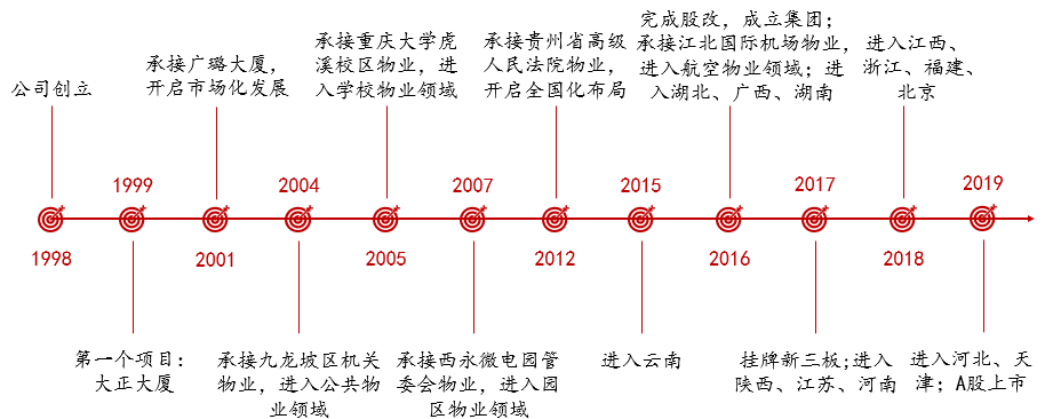 公司创立
1998
1999
第一个项目：
大正大厦
承接广璐大厦，
开启市场化发展
2001
2004
承接九龙坡区机关
物业，进入公共物
业领域
承接重庆大学虎
溪校区物业，进
入学校物业领域
2005
2007
承接西永微电园管
委会物业，进入园
区物业领域
承接贵州省高级
人民法院物业，
开启全国化布局
2012
2015
进入云南
完成股改，成立集团；
承接江北国际机场物业，
进入航空物业领域；进
入湖北、广西、湖南
2016
2017
挂牌新三板;进入
陕西、江苏、河南
进入江西、
浙江、福建、
北京
2018
2019
进入河北、天
津；A股上市